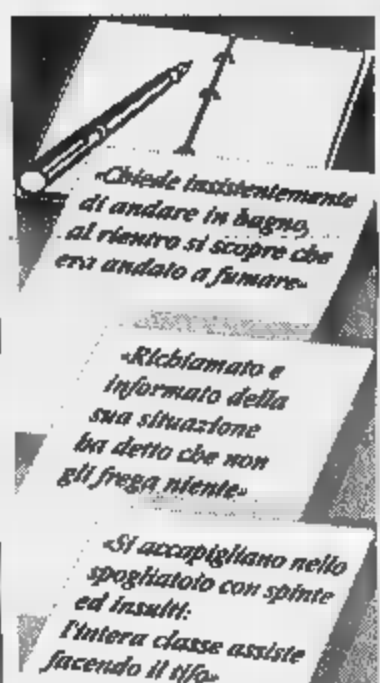 «Chiede insistentemente
di andare in bagno,
al rientro si scopre che
era andato a fumare»
«Richiamato e
informato della
sua situazione
ha detto che non
gli frega niente»
«Si accapigliano nello
spogliatoio con spinte
ed insulti:
l'intera classe assiste
facendo il tifo»